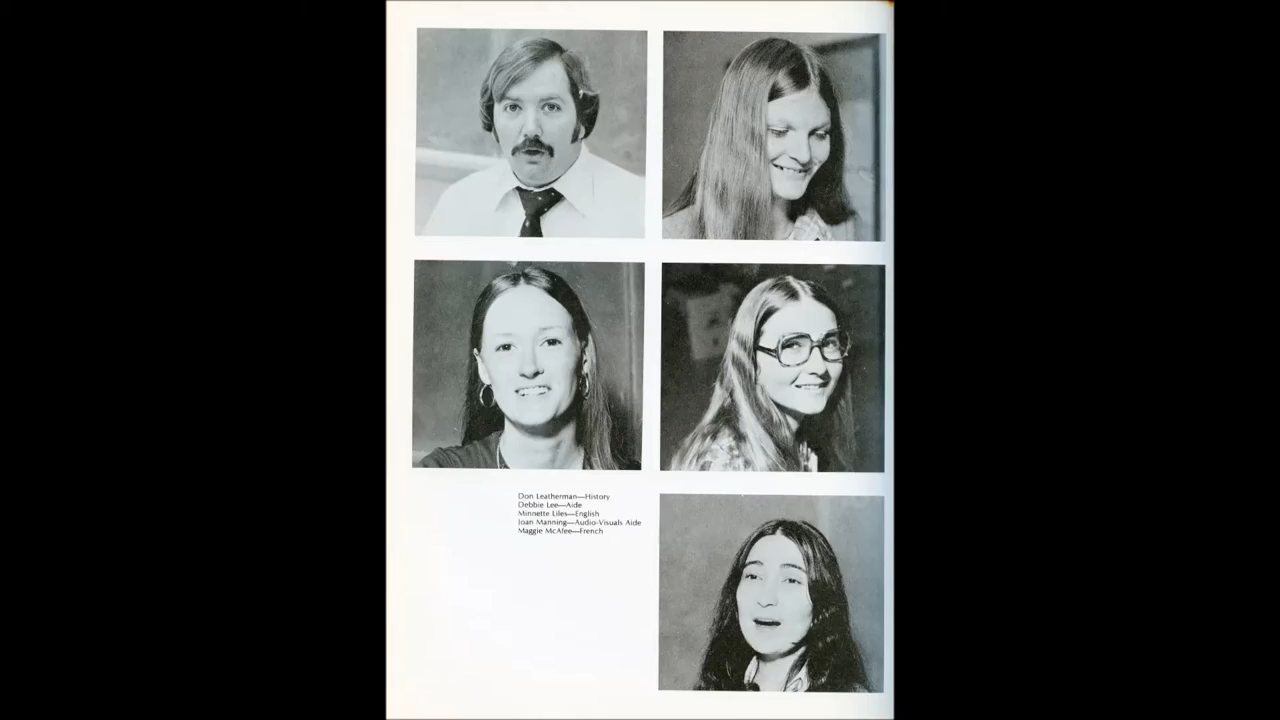 Don Leatherman—History
Debbie Lee—Aide
Minnette Liles—English
Joan Manning—Audio-Visuals Aide
Maggie McAfee—French